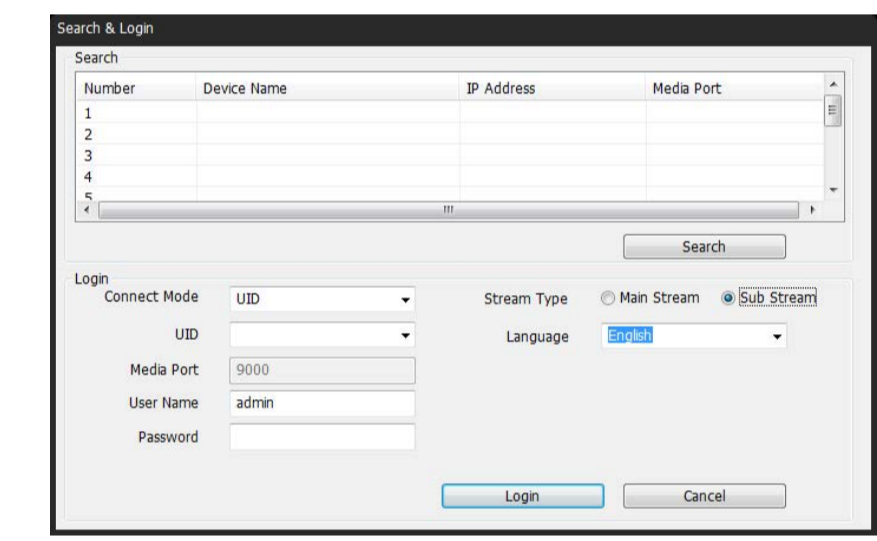 Search & Login
Search
Number Device Name IP Address Media Port
1
2
3
4
5
Search
Login
Connect Mode UID Stream Type Main Stream Sub Stream
UID Language English
Media Port 9000
User Name admin
Password
Login Cancel